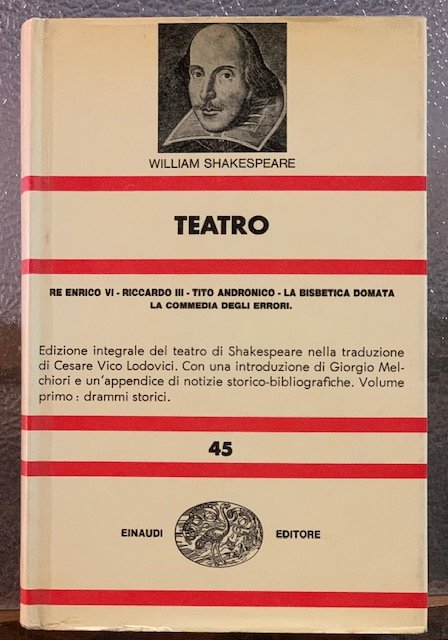 WILLIAM SHAKESPEARE
TEATRO
RE ENRICO VI - RICCARDO III - TITO ANDRONICO - LA BISBETICA DOMATA
LA COMMEDIA DEGLI ERRORI.
Edizione integrale del teatro di Shakespeare nella traduzione
di Cesare Vico Lodovici. Con una introduzione di Giorgio Mel-
chiori e un'appendice di notizie storico-bibliografiche. Volume
primo : drammi storici.
45
EINAUDI EDITORE